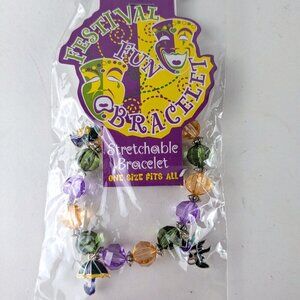 FESTIVAL
FUN
BRACELET
Stretchable
Bracelet
ONE SIZE FITS ALL